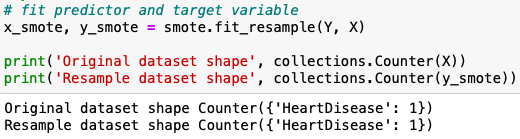 # fit predictor and target variable
x_smote, y_smote = smote.fit_resample(Y, X)
print('Original dataset shape', collections.Counter(X))
print('Resample dataset shape', collections.Counter(y_smote))
Original dataset shape Counter({'HeartDisease': 1})
Resample dataset shape Counter({'HeartDisease': 1})